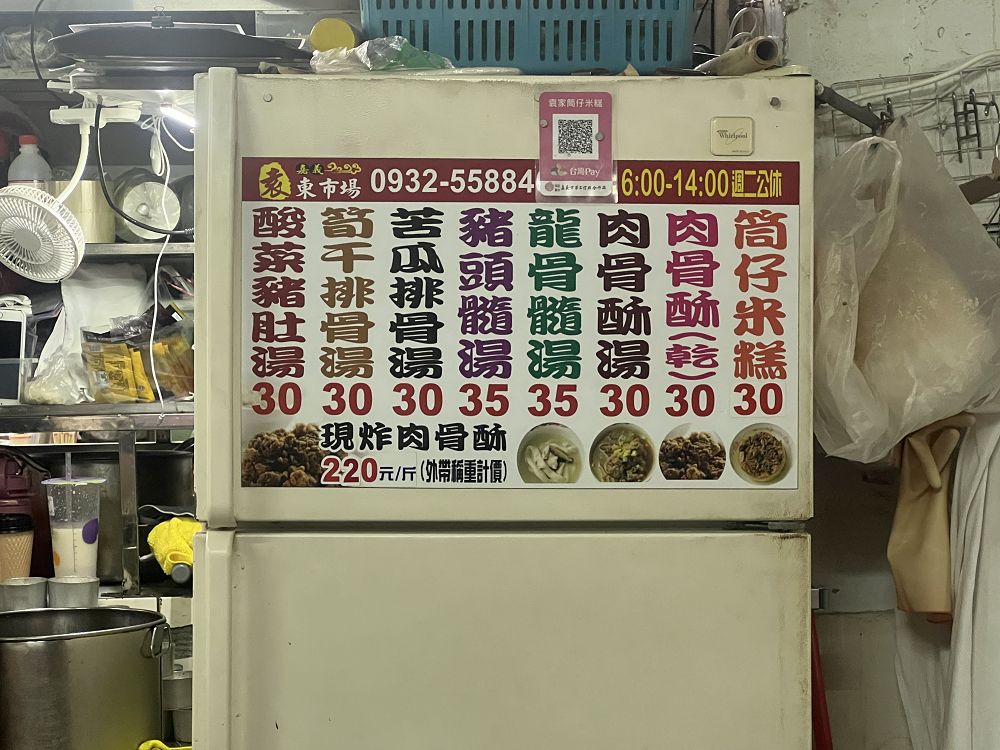 袁家筒仔米糕
台灣Pay
Whirlpool
袁 嘉義
東市場 0932-55884
6:00-14:00週二公休
筒仔米糕 30
肉骨酥(乾) 30
肉骨酥湯 30
龍骨髓湯 35
豬頭髓湯 35
苦瓜排骨湯 30
筍干排骨湯 30
酸菜豬肚湯 30
現炸肉骨酥
220元/斤(外帶秤重計價)